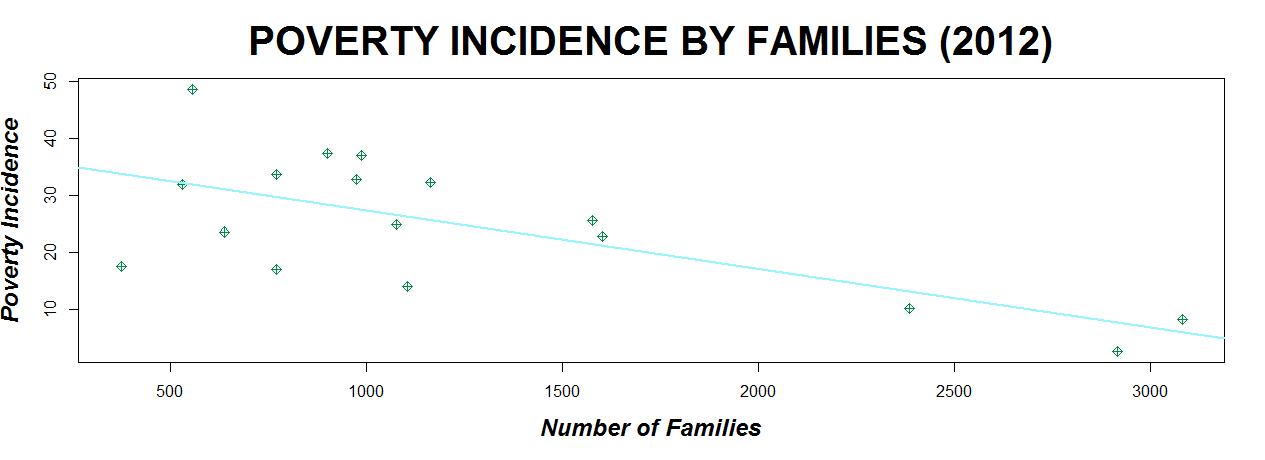 POVERTY INCIDENCE BY FAMILIES (2012)
Poverty Incidence
50
40
30
20
10
500 1000 1500 2000 2500 3000
Number of Families